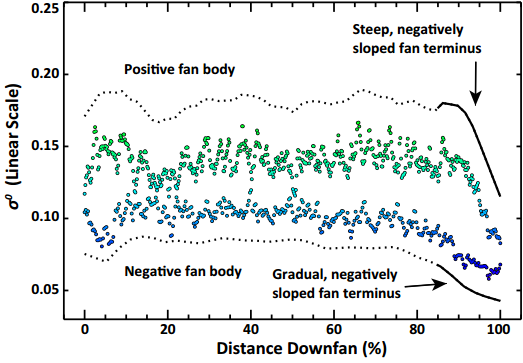 0.25
0.20
0.15
0.10
0.05
σ⁰ (Linear Scale)
Positive fan body
Steep, negatively
sloped fan terminus
Negative fan body
Gradual, negatively
sloped fan terminus
0 20 40 60 80 100
Distance Downfan (%)